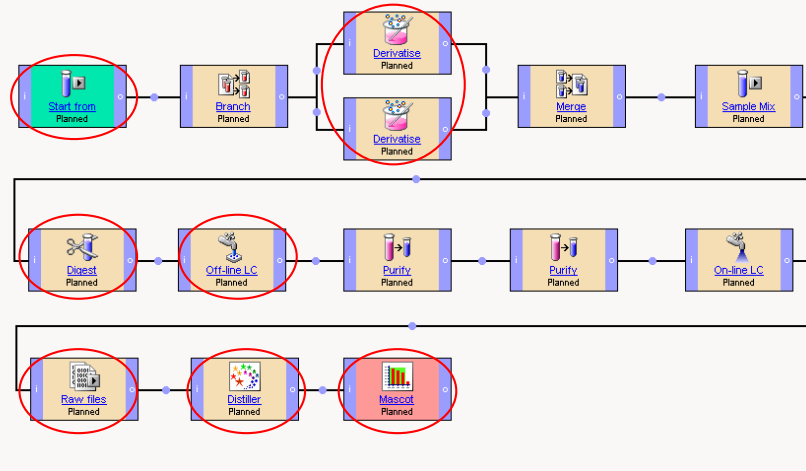 Derivatise
Planned
Start from
Planned
Branch
Planned
Derivatise
Planned
Merge
Planned
Sample Mix
Planned
Digest
Planned
Off-line LC
Planned
Purify
Planned
Purify
Planned
On-line LC
Planned
Raw files
Planned
Distiller
Planned
Mascot
Planned